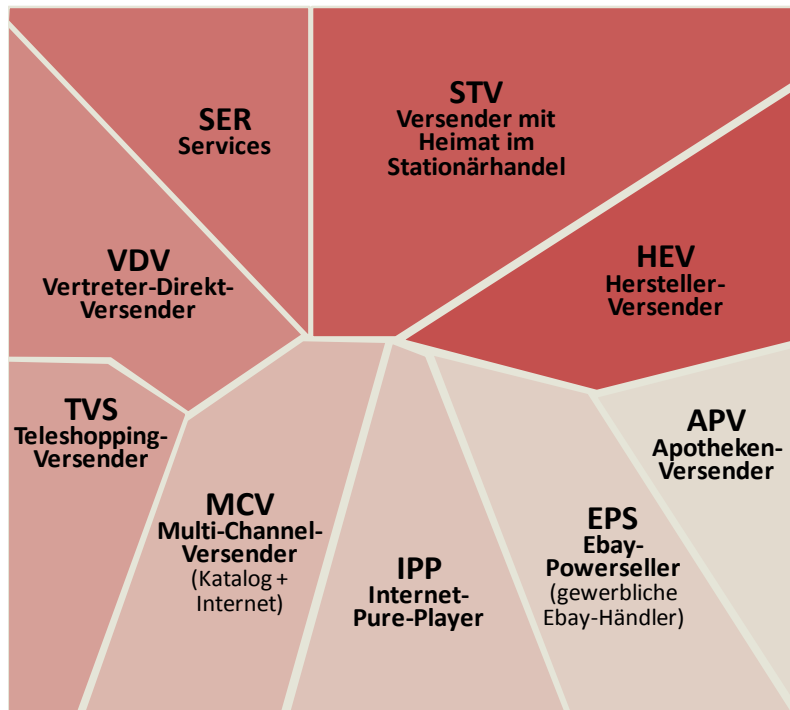 SER
Services
STV
Versender mit
Heimat im
Stationärhandel
VDV
Vertreter-Direkt-
Versender
HEV
Hersteller-
Versender
TVS
Teleshopping-
Versender
MCV
Multi-Channel-
Versender
(Katalog +
Internet)
IPP
Internet-
Pure-Player
EPS
Ebay-
Powerseller
(gewerbliche
Ebay-Händler)
APV
Apotheken-
Versender